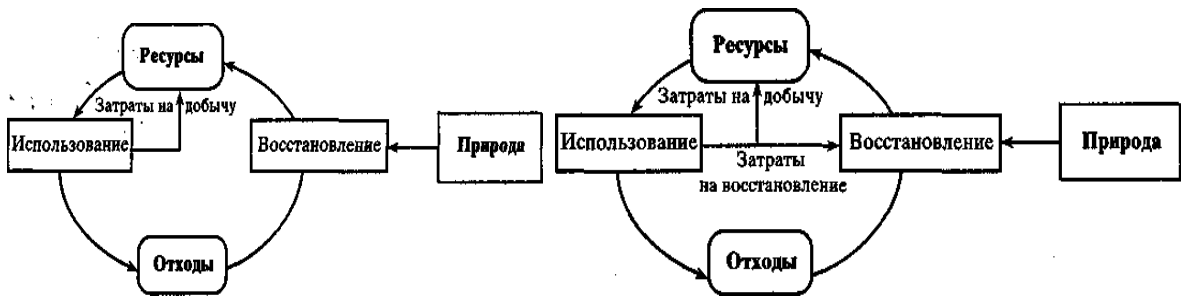 Ресурсы
Затраты на добычу
Использование
Восстановление
Природа
Отходы
Ресурсы
Затраты на добычу
Использование
Восстановление
Природа
Затраты
на восстановление
Отходы